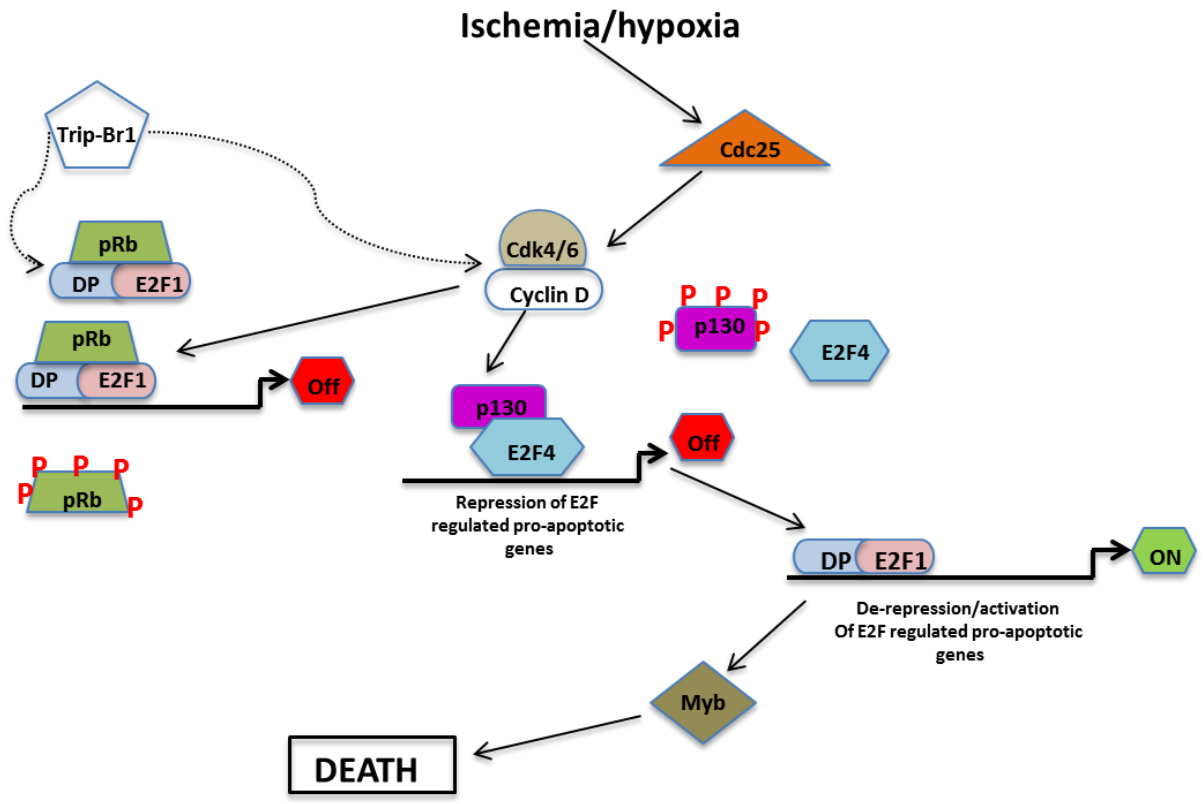 Ischemia/hypoxia
Trip-Br1
Cdc25
pRb
DP E2F1
Cdk4/6
Cyclin D
P P P
P p130 P
E2F4
pRb
DP E2F1
Off
p130
E2F4
Off
Repression of E2F
regulated pro-apoptotic
genes
P P P
P pRb P
DP E2F1
ON
De-repression/activation
Of E2F regulated pro-apoptotic
genes
Myb
DEATH